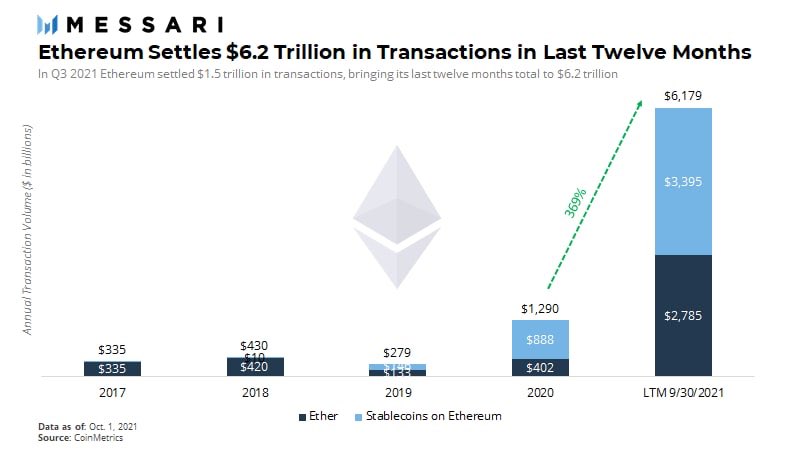 MESSARI
Ethereum Settles $6.2 Trillion in Transactions in Last Twelve Months
In Q3 2021 Ethereum settled $1.5 trillion in transactions, bringing its last twelve months total to $6.2 trillion
Annual Transaction Volume ($ in billions)
$335
$335
$430
$10
$420
$279
$146
$133
$1,290
$888
$402
369%
$6,179
$3,395
$2,785
2017
2018
2019
2020
LTM 9/30/2021
Ether
Stablecoins on Ethereum
Data as of: Oct. 1, 2021
Source: CoinMetrics